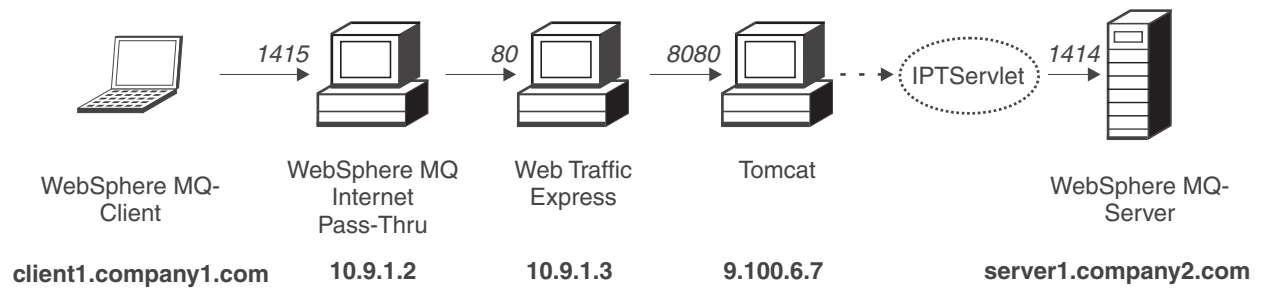 1415
80
8080
IPTServlet
1414
WebSphere MQ-
Client
WebSphere MQ
Internet
Pass-Thru
Web Traffic
Express
Tomcat
WebSphere MQ-
Server
client1.company1.com
10.9.1.2
10.9.1.3
9.100.6.7
server1.company2.com